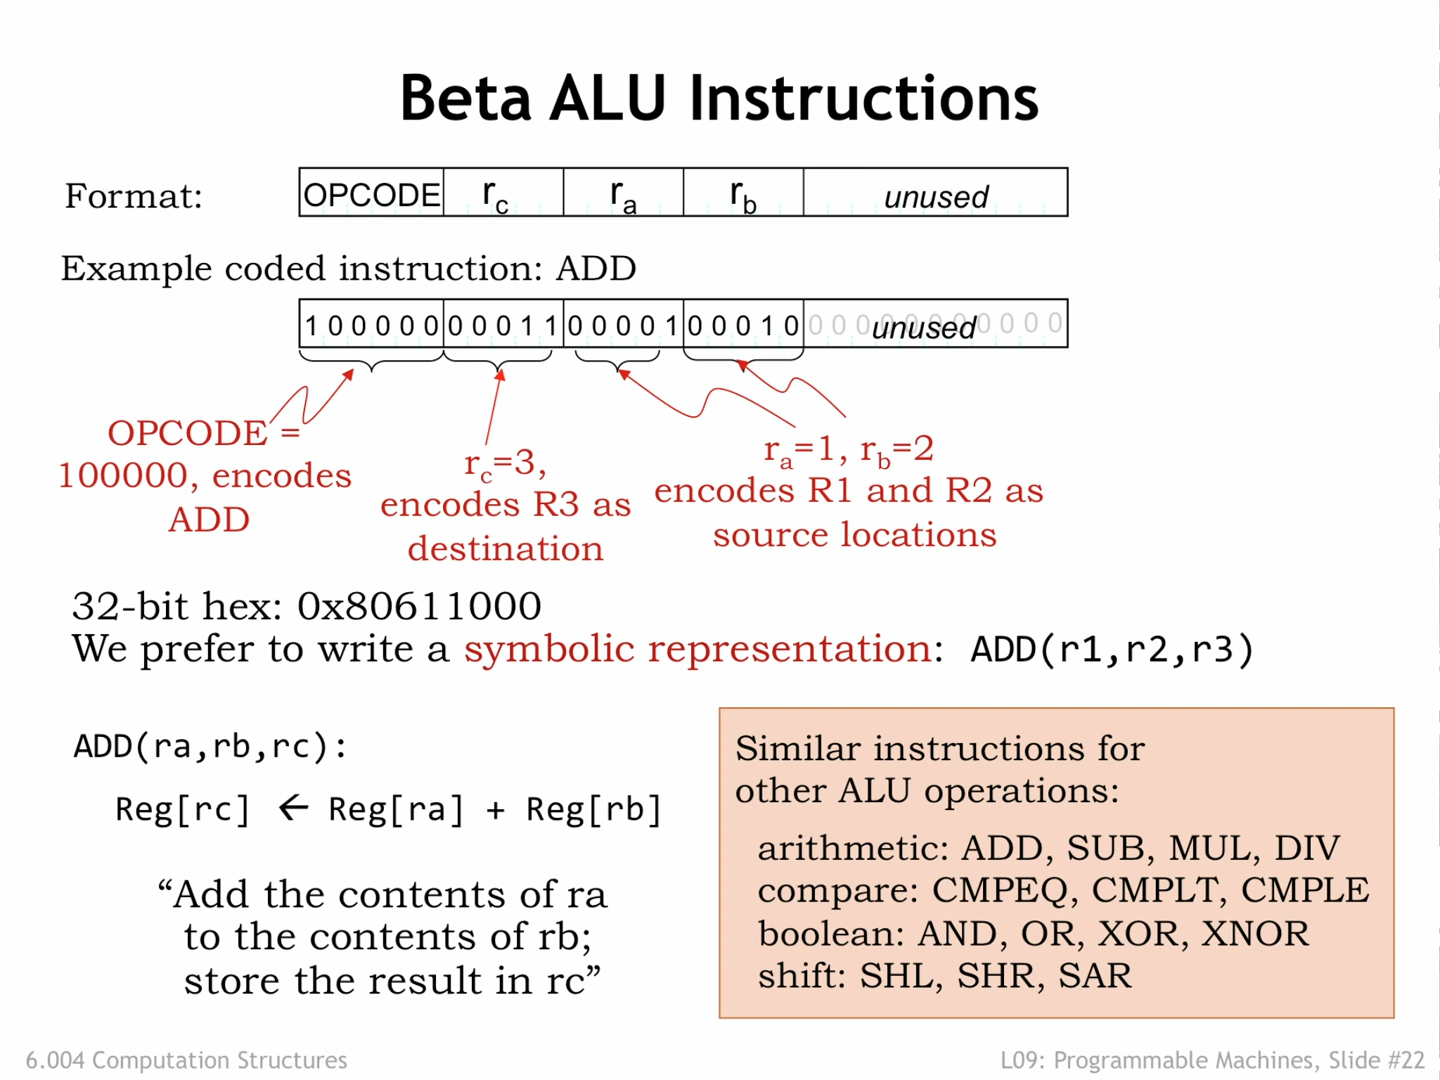 Beta ALU Instructions
Format:
OPCODE rc ra rb unused
Example coded instruction: ADD
1 0 0 0 0 0 0 0 0 1 1 0 0 0 0 1 0 0 0 1 0 0 0 0 0 0 0 0 0 0 0 0 unused
OPCODE =
100000, encodes
ADD
rc=3,
encodes R3 as
destination
ra=1, rb=2
encodes R1 and R2 as
source locations
32-bit hex: 0x80611000
We prefer to write a symbolic representation: ADD(r1,r2,r3)
ADD(ra,rb,rc):
Reg[rc] ← Reg[ra] + Reg[rb]
“Add the contents of ra
to the contents of rb;
store the result in rc”
Similar instructions for
other ALU operations:
arithmetic: ADD, SUB, MUL, DIV
compare: CMPEQ, CMPLT, CMPLE
boolean: AND, OR, XOR, XNOR
shift: SHL, SHR, SAR
6.004 Computation Structures
L09: Programmable Machines, Slide #22